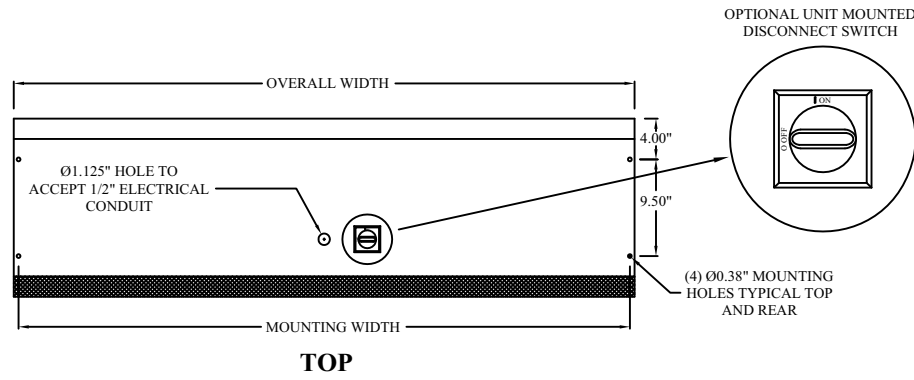 OPTIONAL UNIT MOUNTED
DISCONNECT SWITCH
OVERALL WIDTH
I ON
O OFF
4.00"
Ø1.125" HOLE TO
ACCEPT 1/2" ELECTRICAL
CONDUIT
9.50"
(4) Ø0.38" MOUNTING
HOLES TYPICAL TOP
AND REAR
MOUNTING WIDTH
TOP